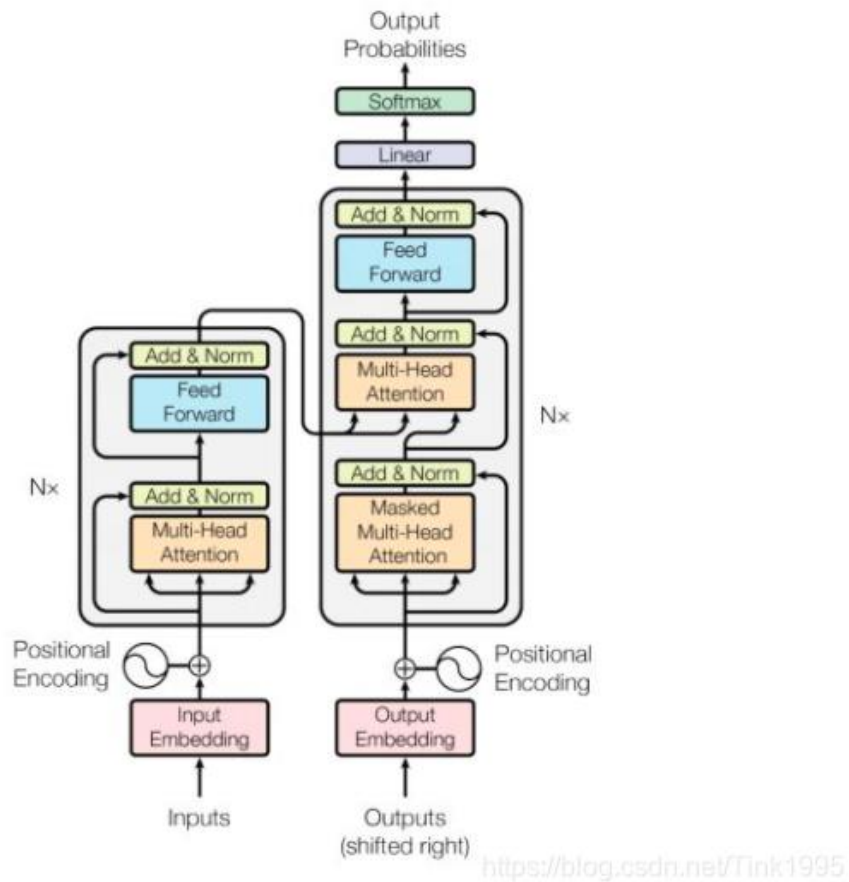 Output
Probabilities
Softmax
Linear
Add & Norm
Feed
Forward
Add & Norm
Multi-Head
Attention
Add & Norm
Masked
Multi-Head
Attention
Nx
Add & Norm
Feed
Forward
Add & Norm
Multi-Head
Attention
Nx
Positional
Encoding
Positional
Encoding
Input
Embedding
Output
Embedding
Inputs
Outputs
(shifted right)
https://blog.csdn.net/Tink1995